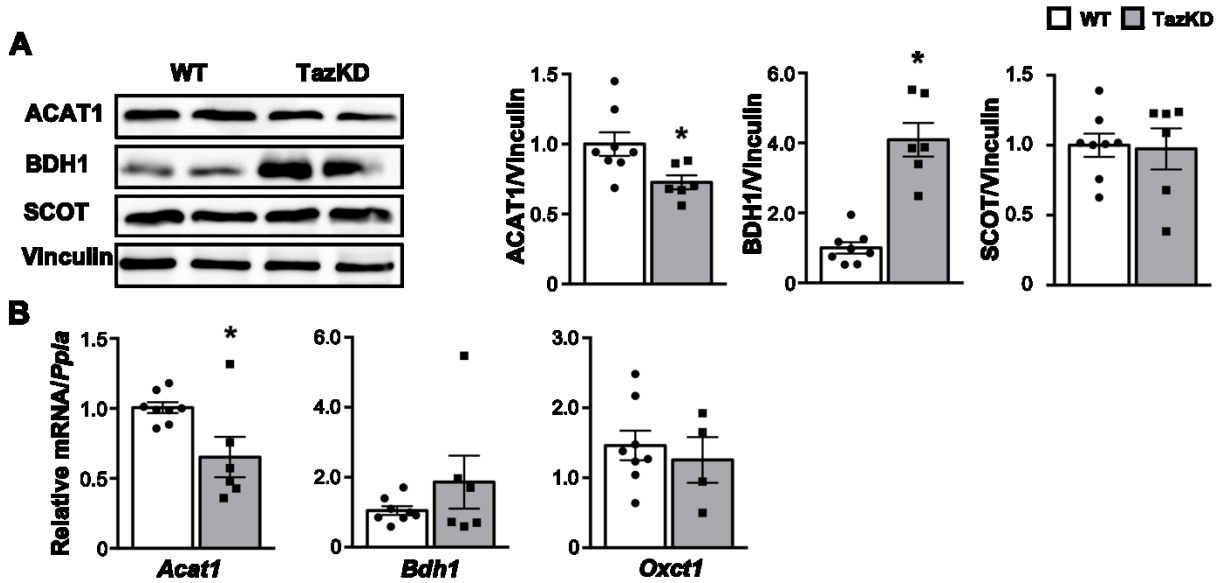 WT TazKD
A
WT TazKD
ACAT1
BDH1
SCOT
Vinculin
ACAT1/Vinculin
1.5
1.0
0.5
0
*
BDH1/Vinculin
6.0
4.0
2.0
0
*
SCOT/Vinculin
1.5
1.0
0.5
0
B
Relative mRNA/Ppia
1.5
1.0
0.5
0
*
Acat1
6.0
4.0
2.0
0
Bdh1
3.0
2.0
1.0
0
Oxct1